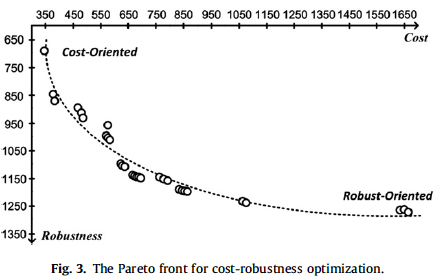 350 450 550 650 750 850 950 1050 1150 1250 1350 1450 1550 1650
Cost
650
Cost-Oriented
750
850
950
1050
1150
Robust-Oriented
1250
1350
Robustness
Fig. 3. The Pareto front for cost-robustness optimization.